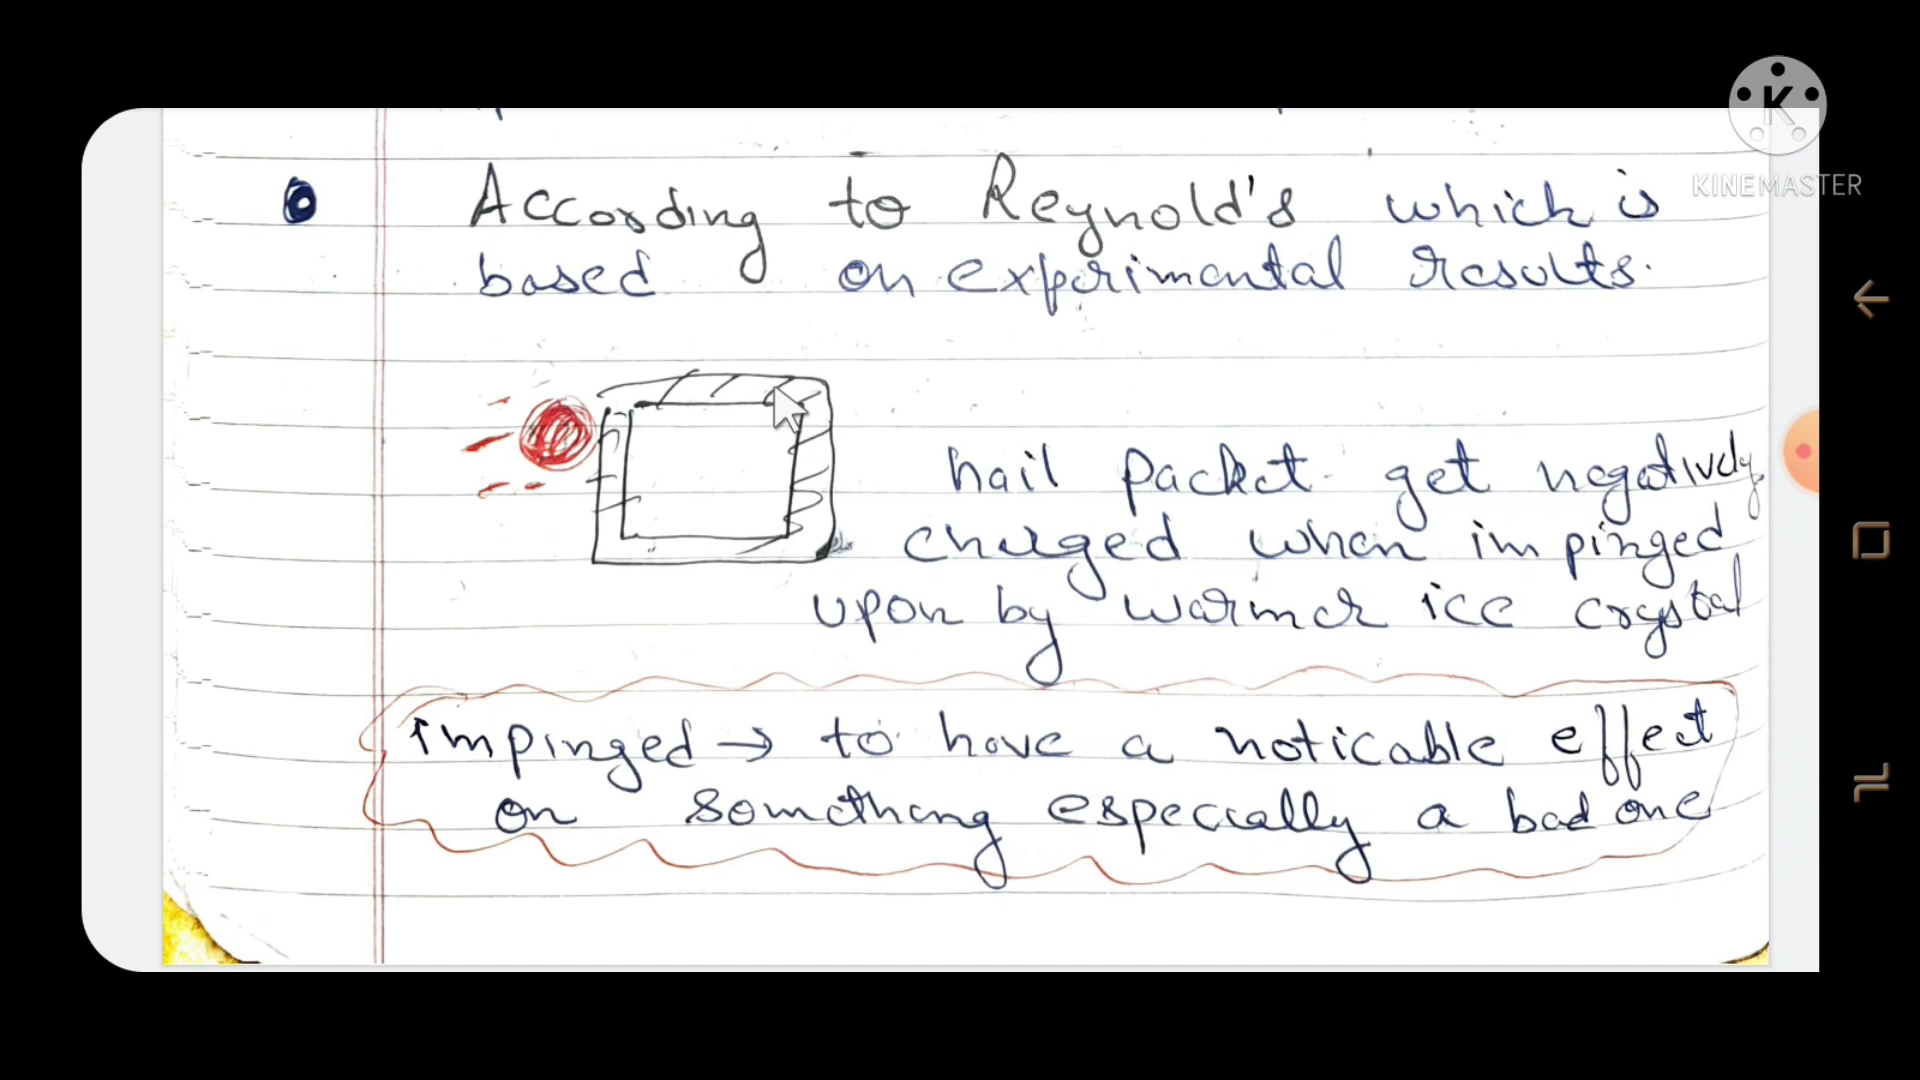 According to Reynold's which is
based on experimental results.
hail packet get negatively
charged when impinged
upon by warmer ice crystal
impinged → to have a noticable effect
on something especially a bad one
K
KINEMASTER